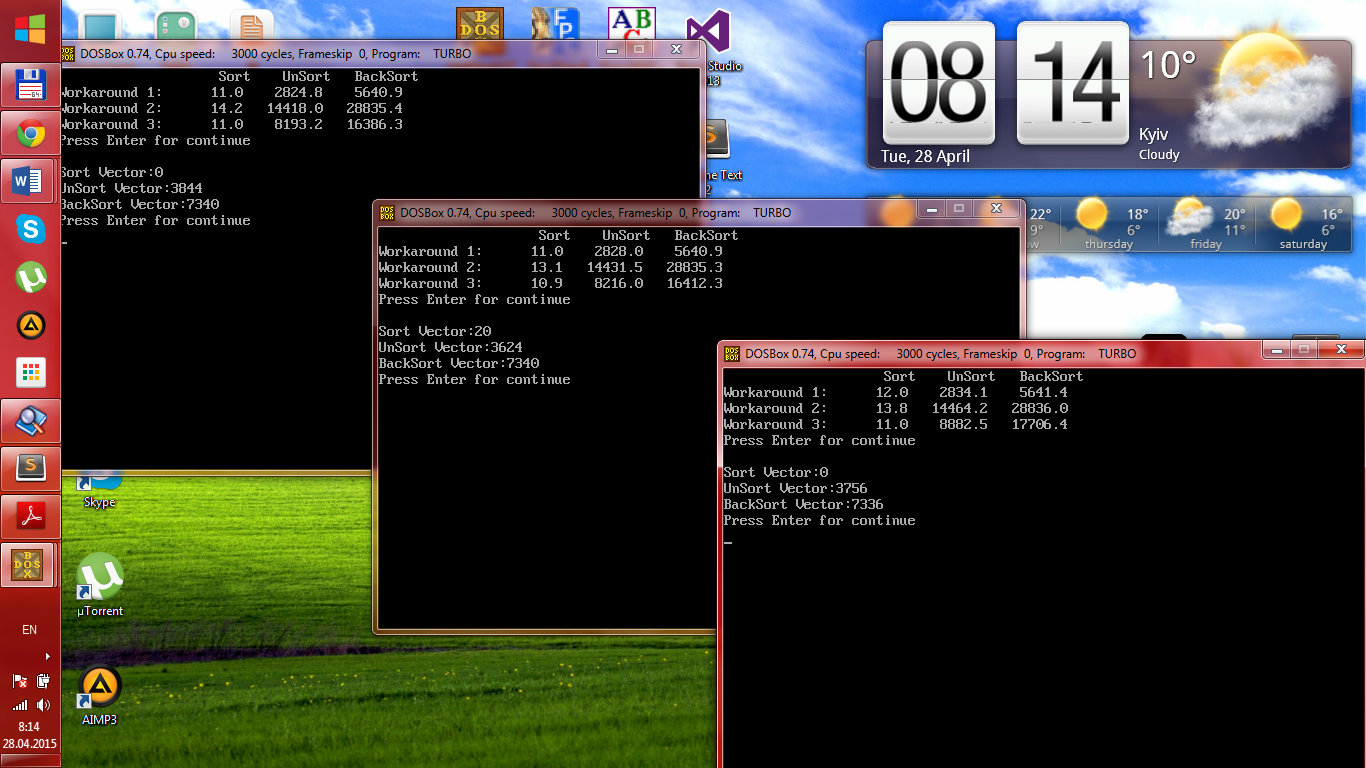 DOSBox 0.74, Cpu speed: 3000 cycles, Frameskip 0, Program: TURBO
Sort UnSort BackSort
Workaround 1: 11.0 2824.8 5640.9
Workaround 2: 14.2 14418.0 28835.4
Workaround 3: 11.0 8193.2 16386.3
Press Enter for continue
Sort Vector:0
UnSort Vector:3844
BackSort Vector:7340
Press Enter for continue
DOSBox 0.74, Cpu speed: 3000 cycles, Frameskip 0, Program: TURBO
Sort UnSort BackSort
Workaround 1: 11.0 2828.0 5640.9
Workaround 2: 13.1 14431.5 28835.3
Workaround 3: 10.9 8216.0 16412.3
Press Enter for continue
Sort Vector:20
UnSort Vector:3624
BackSort Vector:7340
Press Enter for continue
DOSBox 0.74, Cpu speed: 3000 cycles, Frameskip 0, Program: TURBO
Sort UnSort BackSort
Workaround 1: 12.0 2834.1 5641.4
Workaround 2: 13.8 14464.2 28836.0
Workaround 3: 11.0 8882.5 17706.4
Press Enter for continue
Sort Vector:0
UnSort Vector:3756
BackSort Vector:7336
Press Enter for continue
08 14
10°
Kyiv
Cloudy
Tue, 28 April
22° 18° 20° 16°
9° 6° 11° 6°
thursday friday saturday
Studio
Text
2
Skype
µTorrent
AIMP3
EN
8:14
28.04.2015